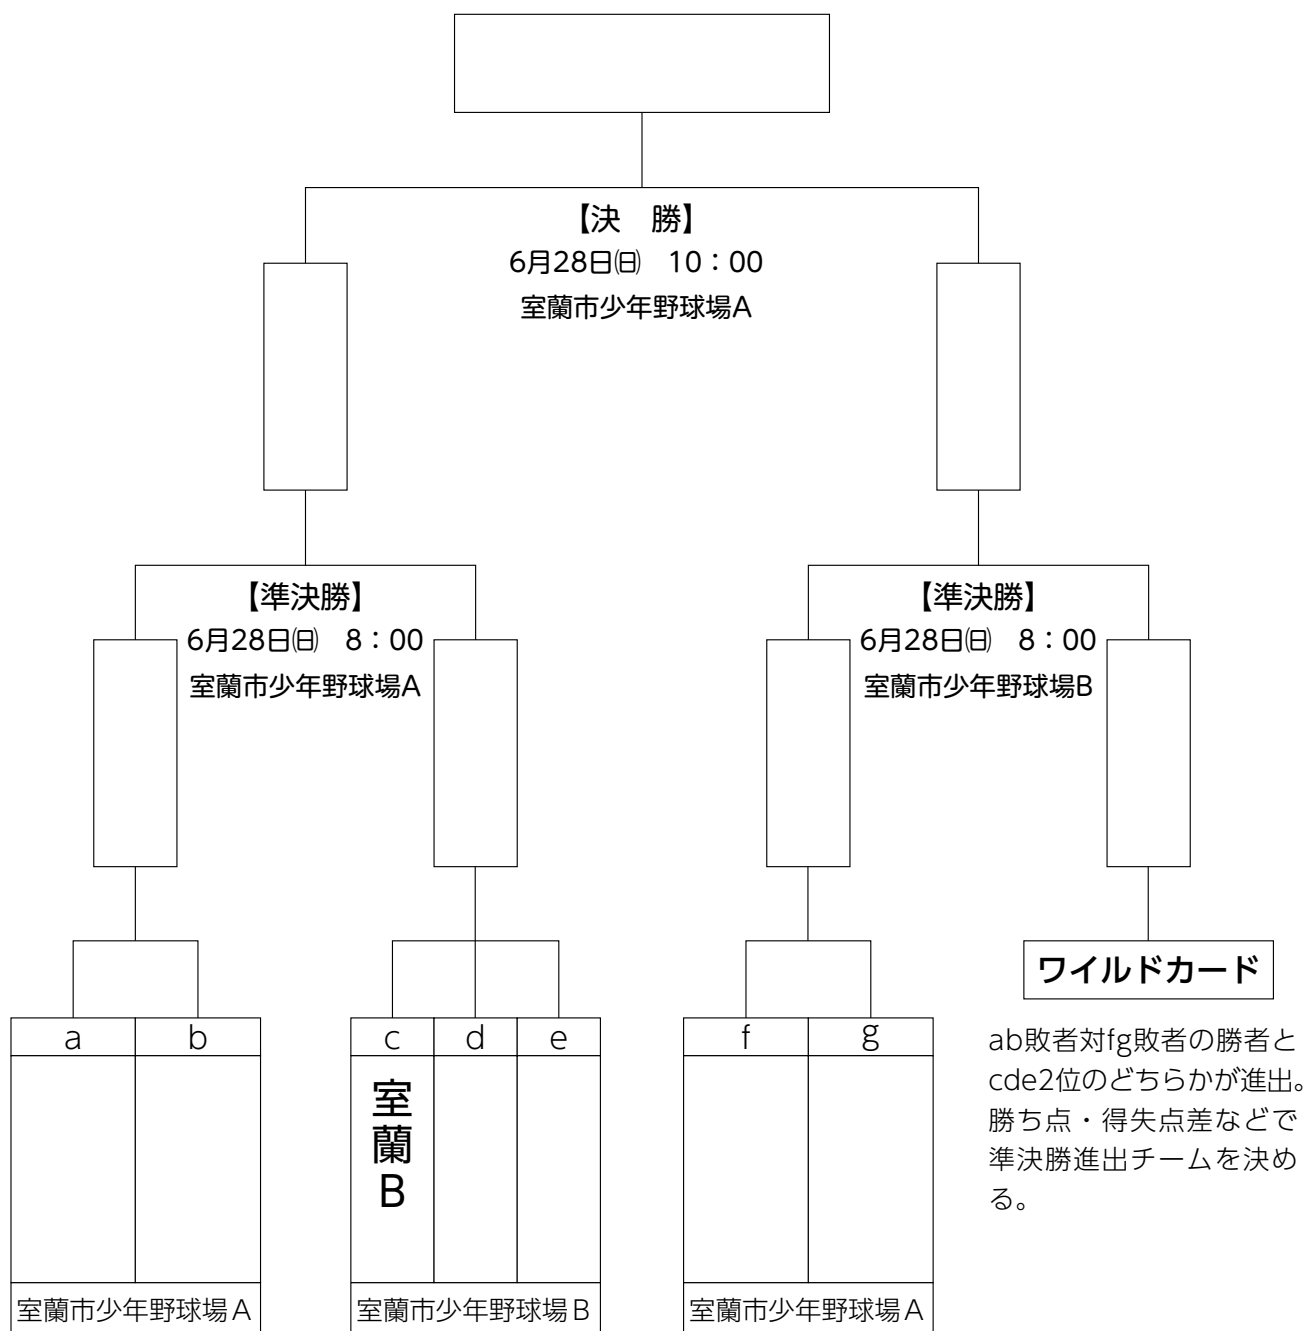 【決　勝】
6月28日㈰　10：00
室蘭市少年野球場A
【準決勝】
6月28日㈰　8：00
室蘭市少年野球場A
【準決勝】
6月28日㈰　8：00
室蘭市少年野球場B
ワイルドカード
ab敗者対fg敗者の勝者と
cde2位のどちらかが進出。
勝ち点・得失点差などで
準決勝進出チームを決め
る。
a
b
室蘭市少年野球場A
c
d
e
室蘭B
室蘭市少年野球場B
f
g
室蘭市少年野球場A